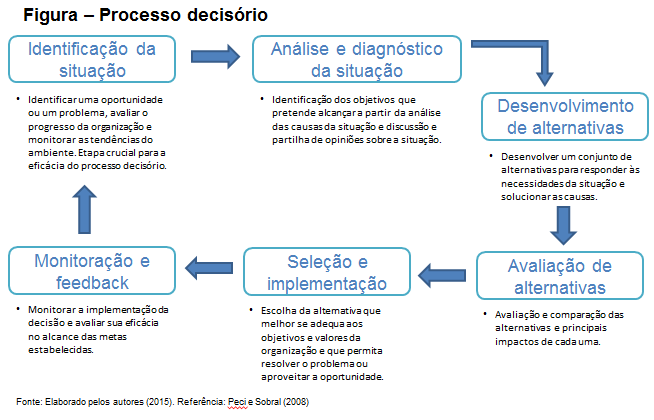 Figura – Processo decisório
Identificação da
situação
• Identificar uma oportunidade
ou um problema, avaliar o
progresso da organização e
monitorar as tendências do
ambiente. Etapa crucial para a
eficácia do processo decisório.
Análise e diagnóstico
da situação
• Identificação dos objetivos que
pretende alcançar a partir da análise
das causas da situação e discussão e
partilha de opiniões sobre a situação.
Desenvolvimento
de alternativas
• Desenvolver um conjunto de
alternativas para responder às
necessidades da situação e
solucionar as causas.
Avaliação de
alternativas
• Avaliação e comparação das
alternativas e principais
impactos de cada uma.
Seleção e
implementação
• Escolha da alternativa que
melhor se adequa aos
objetivos e valores da
organização e que permita
resolver o problema ou
aproveitar a oportunidade.
Monitoração e
feedback
• Monitorar a implementação da
decisão e avaliar sua eficácia
no alcance das metas
estabelecidas.
Fonte: Elaborado pelos autores (2015). Referência: Peci e Sobral (2008)